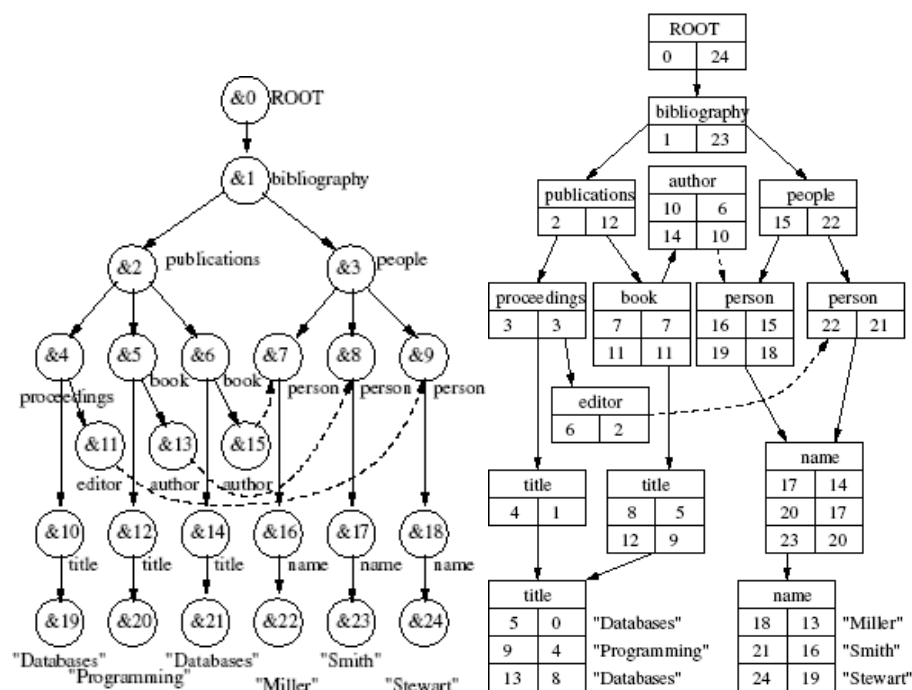 &0 ROOT
&1 bibliography
&2 publications
&3 people
&4 &5 &6 &7 &8 &9
proceedings book book person person person
&11 &13 &15
editor author author
&10 &12 &14 &16 &17 &18
title title title name name name
&19 &20 &21 &22 &23 &24
"Databases" "Databases" "Smith"
"Programming" "Miller" "Stewart"
ROOT
0 24
bibliography
1 23
publications
2 12
author
10 6
14 10
people
15 22
proceedings
3 3
book
7 7
11 11
person
16 15
19 18
person
22 21
editor
6 2
title
4 1
title
8 5
12 9
name
17 14
20 17
23 20
title
5 0 "Databases"
9 4 "Programming"
13 8 "Databases"
name
18 13 "Miller"
21 16 "Smith"
24 19 "Stewart"